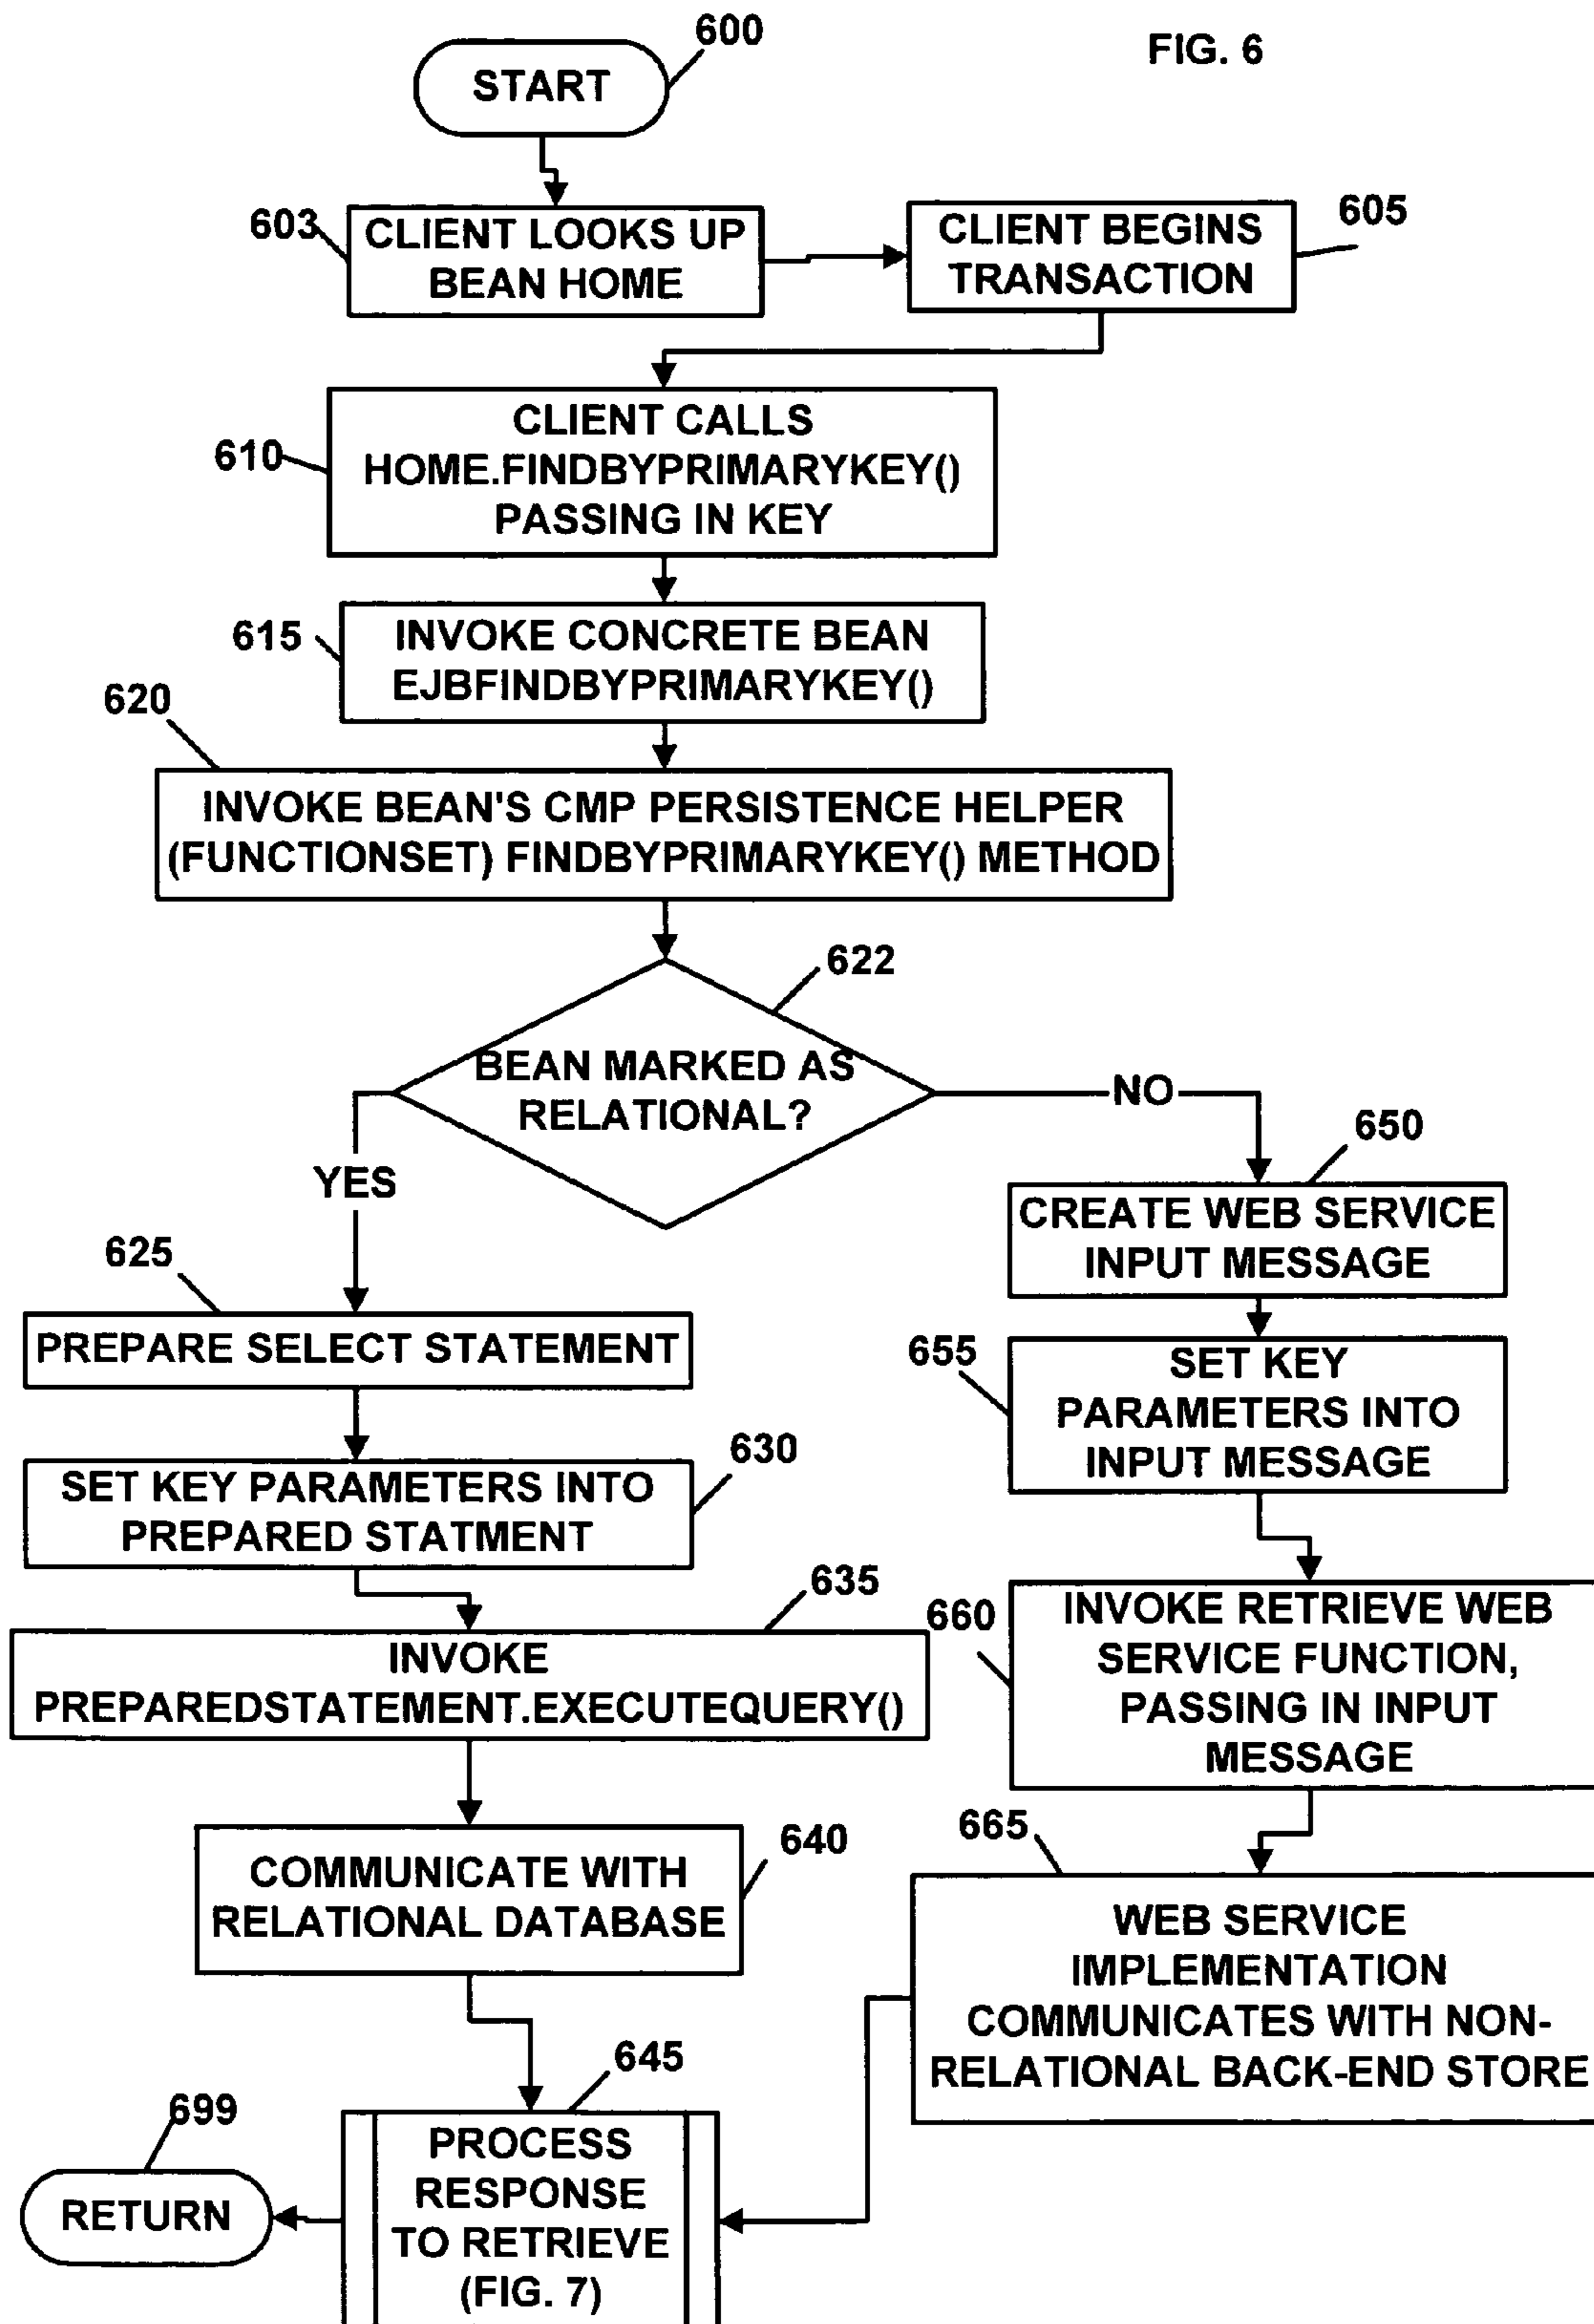 600
FIG. 6
START
603
CLIENT LOOKS UP
BEAN HOME
CLIENT BEGINS
TRANSACTION
605
610
CLIENT CALLS
HOME.FINDBYPRIMARYKEY()
PASSING IN KEY
615
INVOKE CONCRETE BEAN
EJBFINDBYPRIMARYKEY()
620
INVOKE BEAN'S CMP PERSISTENCE HELPER
(FUNCTIONSET) FINDBYPRIMARYKEY() METHOD
622
BEAN MARKED AS
RELATIONAL?
NO
YES
650
CREATE WEB SERVICE
INPUT MESSAGE
625
PREPARE SELECT STATEMENT
655
SET KEY
PARAMETERS INTO
INPUT MESSAGE
630
SET KEY PARAMETERS INTO
PREPARED STATMENT
635
INVOKE
PREPAREDSTATEMENT.EXECUTEQUERY()
660
INVOKE RETRIEVE WEB
SERVICE FUNCTION,
PASSING IN INPUT
MESSAGE
640
COMMUNICATE WITH
RELATIONAL DATABASE
665
WEB SERVICE
IMPLEMENTATION
COMMUNICATES WITH NON-
RELATIONAL BACK-END STORE
645
PROCESS
RESPONSE
TO RETRIEVE
(FIG. 7)
699
RETURN